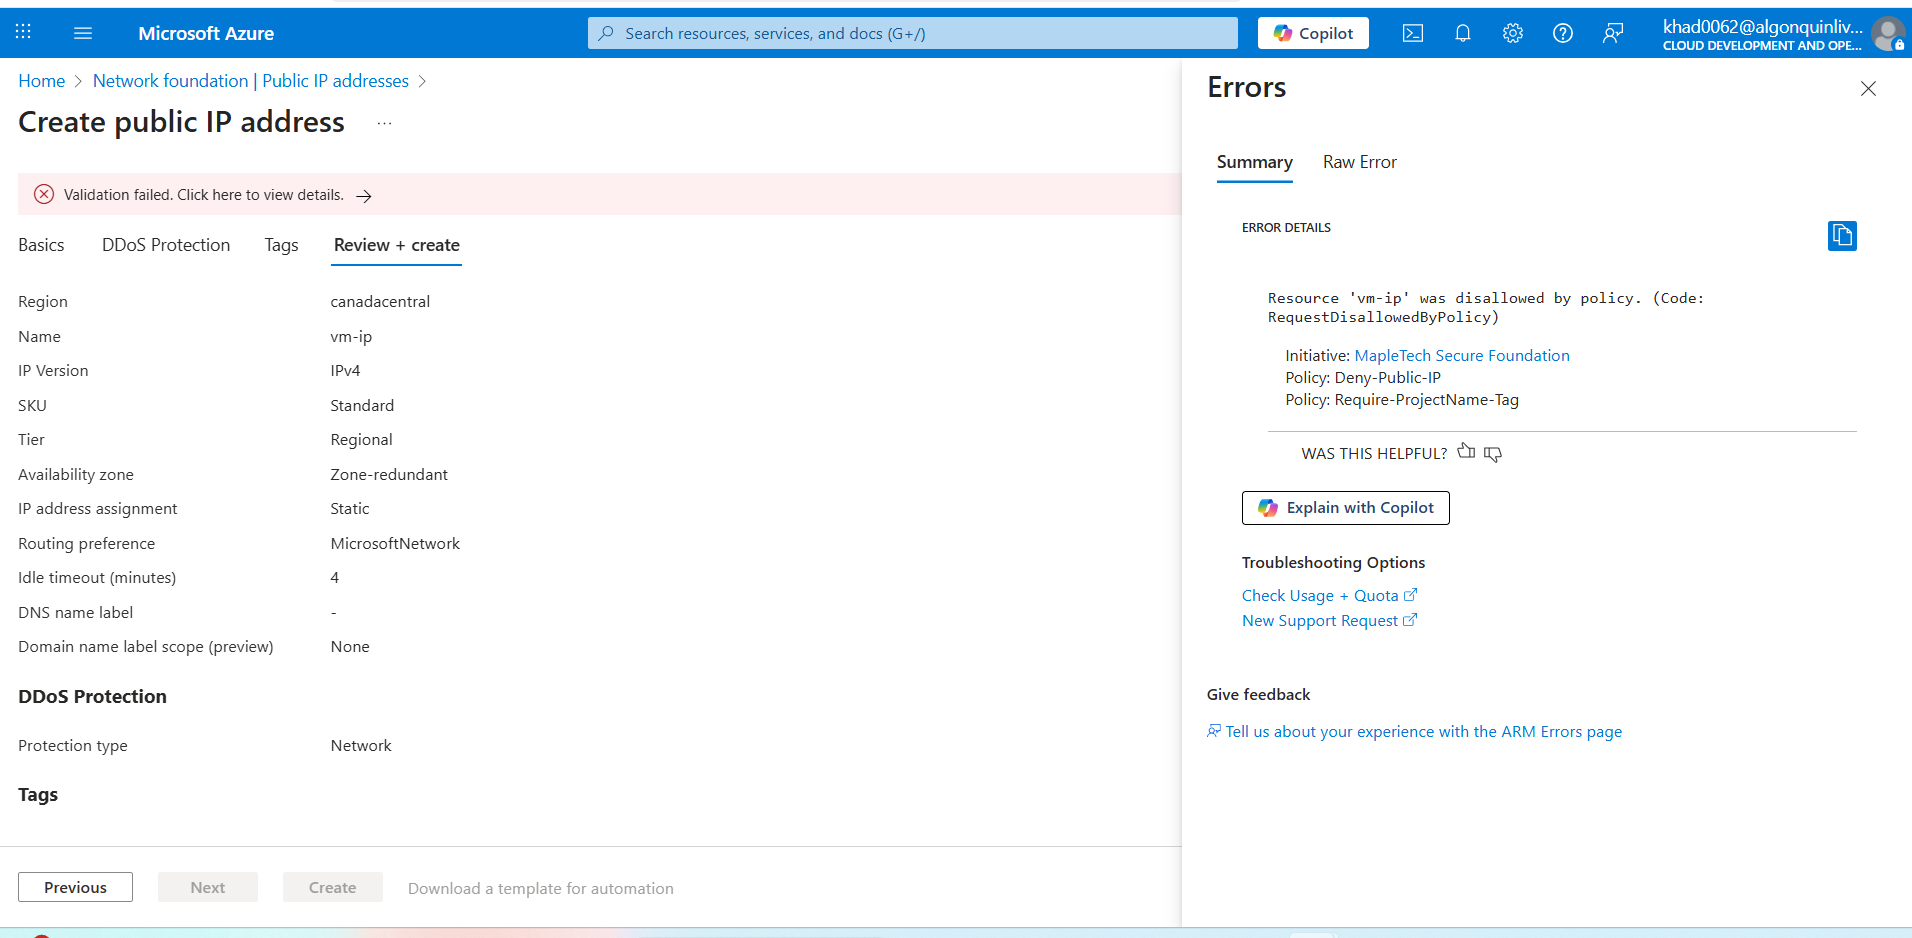 Microsoft Azure
Search resources, services, and docs (G+/)
Copilot
khad0062@algonquinliv...
CLOUD DEVELOPMENT AND OPE...
Home > Network foundation | Public IP addresses >
Create public IP address ...
Validation failed. Click here to view details. →
Basics DDoS Protection Tags Review + create
Region canadacentral
Name vm-ip
IP Version IPv4
SKU Standard
Tier Regional
Availability zone Zone-redundant
IP address assignment Static
Routing preference MicrosoftNetwork
Idle timeout (minutes) 4
DNS name label -
Domain name label scope (preview) None
DDoS Protection
Protection type Network
Tags
Previous Next Create Download a template for automation
Errors
Summary Raw Error
ERROR DETAILS
Resource 'vm-ip' was disallowed by policy. (Code:
RequestDisallowedByPolicy)
Initiative: MapleTech Secure Foundation
Policy: Deny-Public-IP
Policy: Require-ProjectName-Tag
WAS THIS HELPFUL?
Explain with Copilot
Troubleshooting Options
Check Usage + Quota
New Support Request
Give feedback
Tell us about your experience with the ARM Errors page